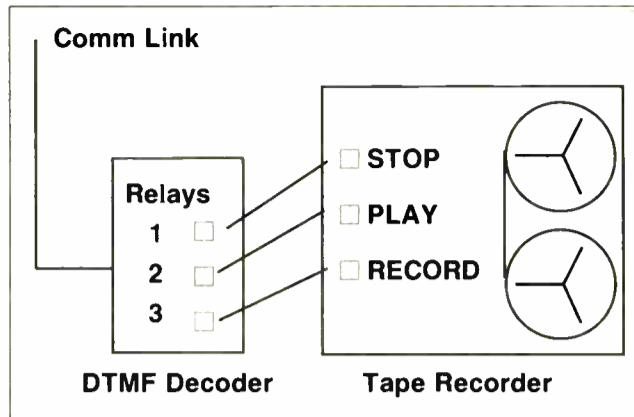 Comm Link
Relays
1
2
3
STOP
PLAY
RECORD
DTMF Decoder
Tape Recorder